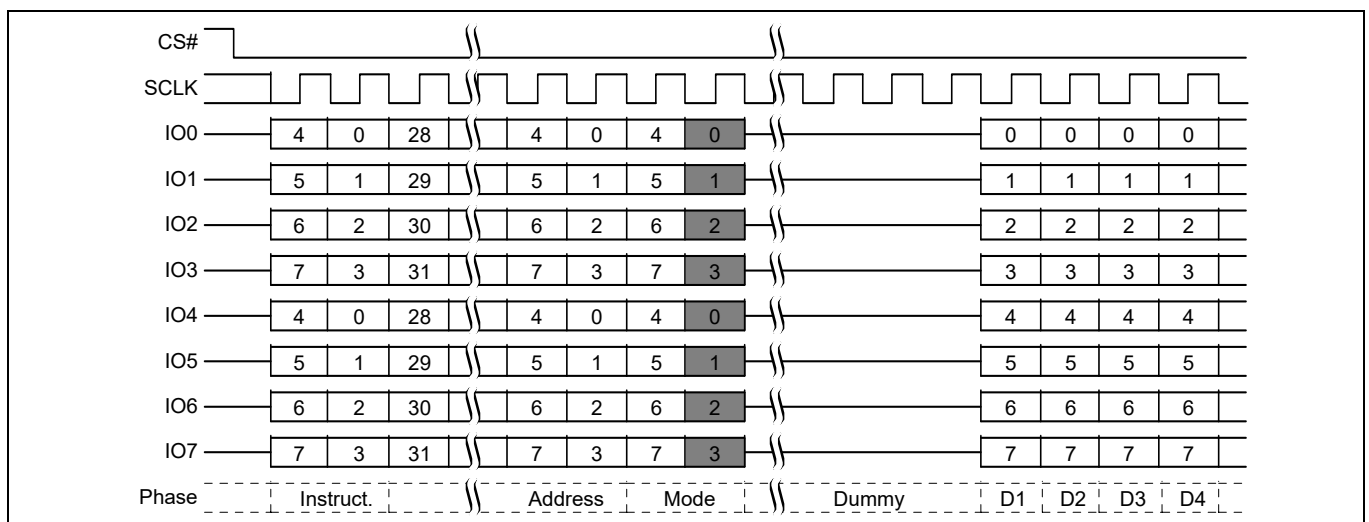 CS#
SCLK
IO0 4 0 28 4 0 4 0 0 0 0 0
IO1 5 1 29 5 1 5 1 1 1 1 1
IO2 6 2 30 6 2 6 2 2 2 2 2
IO3 7 3 31 7 3 7 3 3 3 3 3
IO4 4 0 28 4 0 4 0 4 4 4 4
IO5 5 1 29 5 1 5 1 5 5 5 5
IO6 6 2 30 6 2 6 2 6 6 6 6
IO7 7 3 31 7 3 7 3 7 7 7 7
Phase Instruct. Address Mode Dummy D1 D2 D3 D4